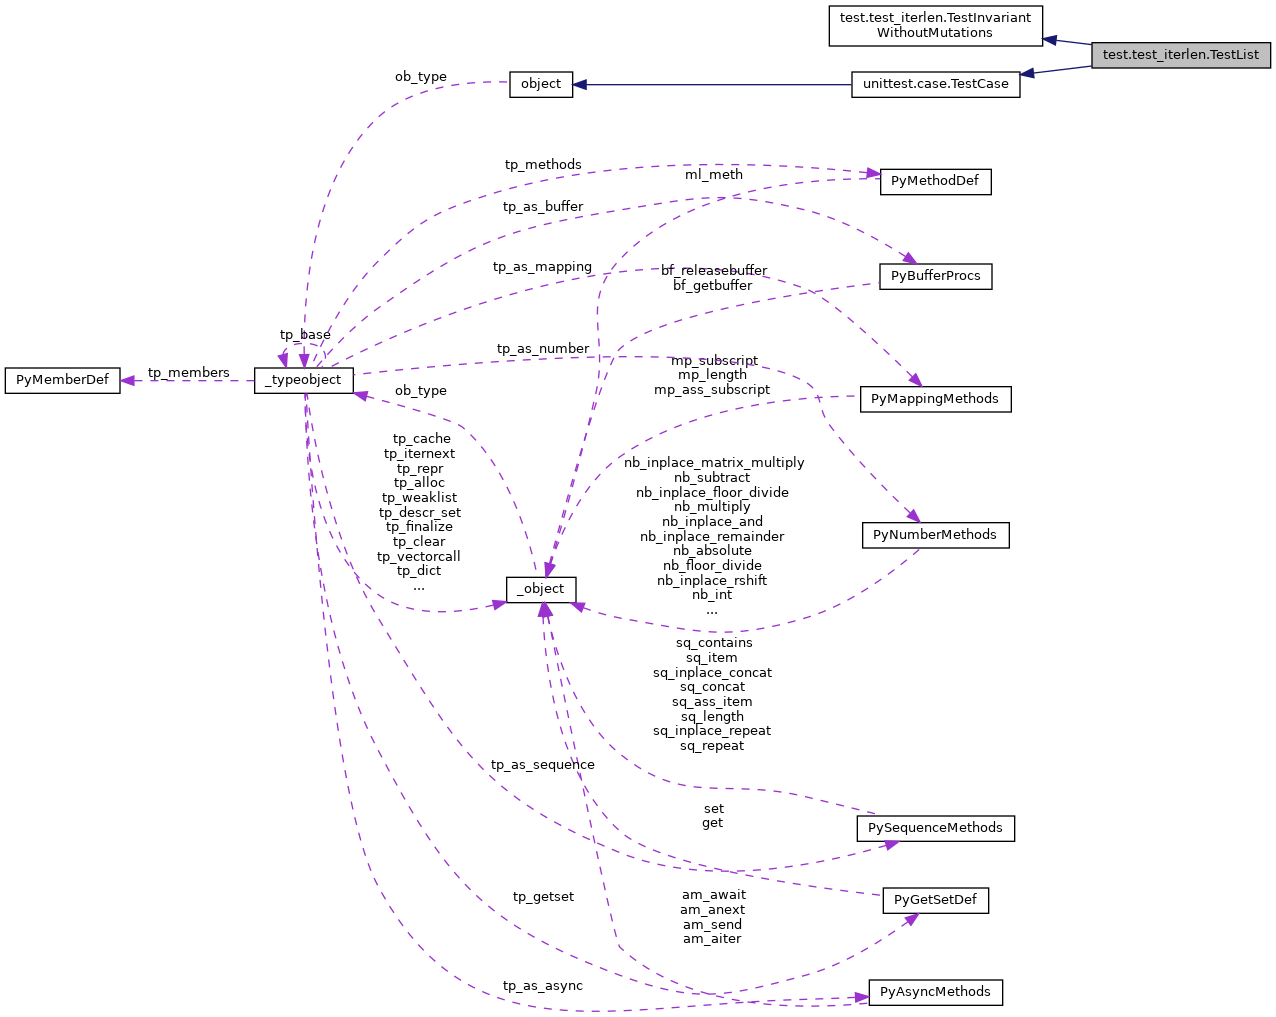 test.test_iterlen.TestInvariant
WithoutMutations
test.test_iterlen.TestList
ob_type
object
unittest.case.TestCase
tp_methods
ml_meth
PyMethodDef
tp_as_buffer
tp_as_mapping
bf_releasebuffer
bf_getbuffer
PyBufferProcs
tp_base
tp_as_number
mp_subscript
mp_length
mp_ass_subscript
PyMemberDef
tp_members
_typeobject
ob_type
PyMappingMethods
tp_cache
tp_iternext
tp_repr
tp_alloc
tp_weaklist
tp_descr_set
tp_finalize
tp_clear
tp_vectorcall
tp_dict
...
nb_inplace_matrix_multiply
nb_subtract
nb_inplace_floor_divide
nb_multiply
nb_inplace_and
nb_inplace_remainder
nb_absolute
nb_floor_divide
nb_inplace_rshift
nb_int
...
PyNumberMethods
_object
sq_contains
sq_item
sq_inplace_concat
sq_concat
sq_ass_item
sq_length
sq_inplace_repeat
sq_repeat
tp_as_sequence
set
get
PySequenceMethods
tp_getset
am_await
am_anext
am_send
am_aiter
PyGetSetDef
tp_as_async
PyAsyncMethods